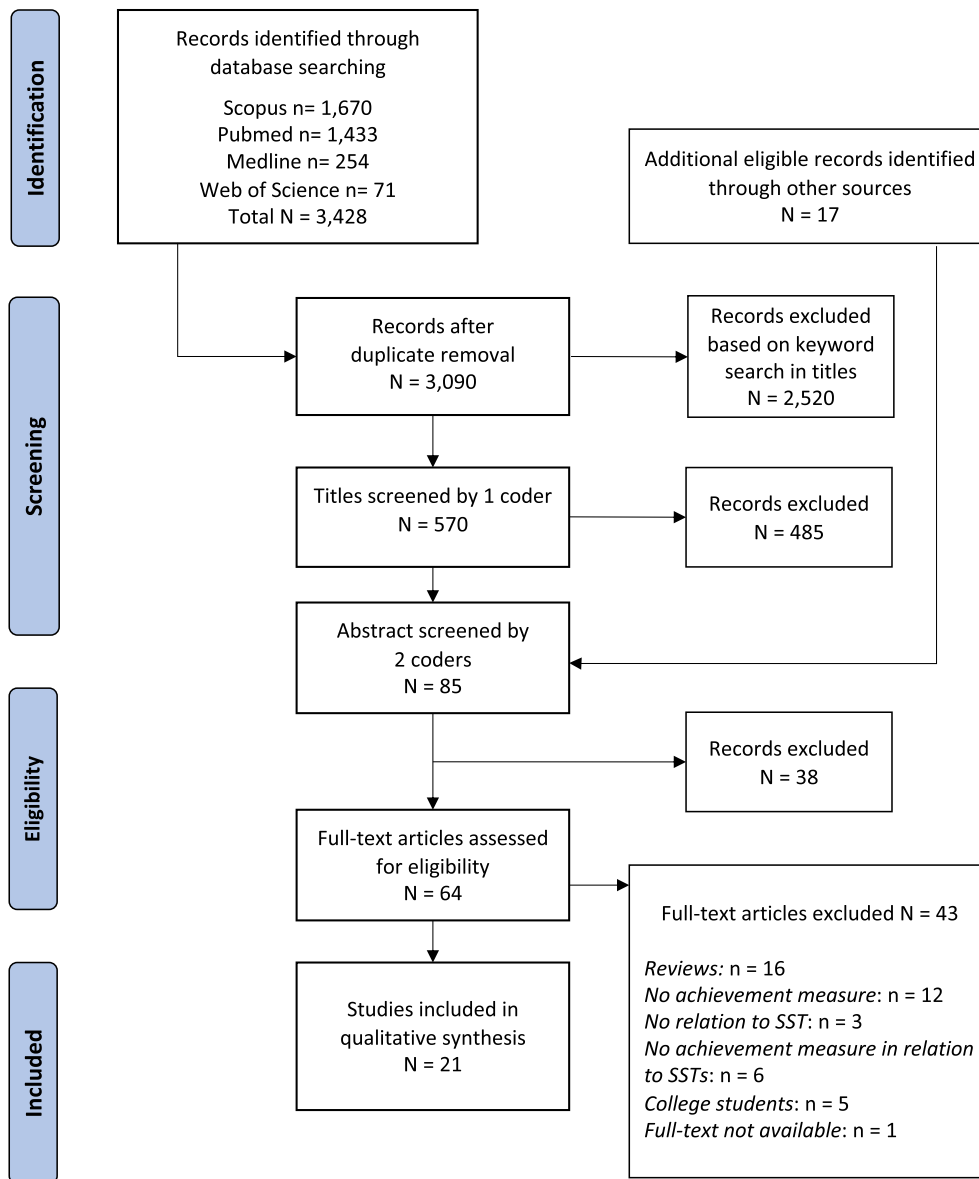 Identification
Records identified through
database searching
Scopus n= 1,670
Pubmed n= 1,433
Medline n= 254
Web of Science n= 71
Total N = 3,428
Additional eligible records identified
through other sources
N = 17
Screening
Records after
duplicate removal
N = 3,090
Records excluded
based on keyword
search in titles
N = 2,520
Titles screened by 1 coder
N = 570
Records excluded
N = 485
Abstract screened by
2 coders
N = 85
Eligibility
Records excluded
N = 38
Full-text articles assessed
for eligibility
N = 64
Full-text articles excluded N = 43
Reviews: n = 16
No achievement measure: n = 12
No relation to SST: n = 3
No achievement measure in relation
to SSTs: n = 6
College students: n = 5
Full-text not available: n = 1
Included
Studies included in
qualitative synthesis
N = 21